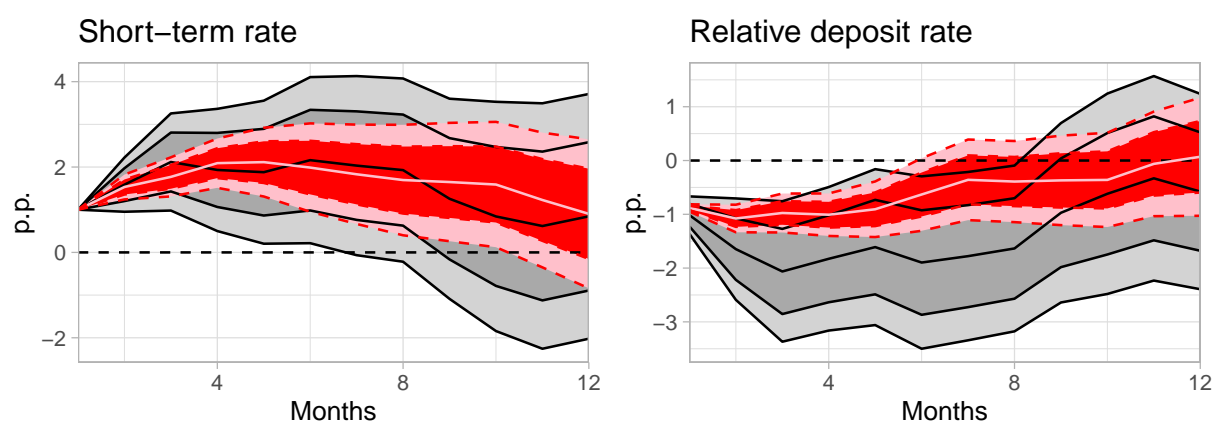 Short−term rate
p.p.
4
2
0
−2
4
8
12
Months
Relative deposit rate
p.p.
1
0
−1
−2
−3
4
8
12
Months